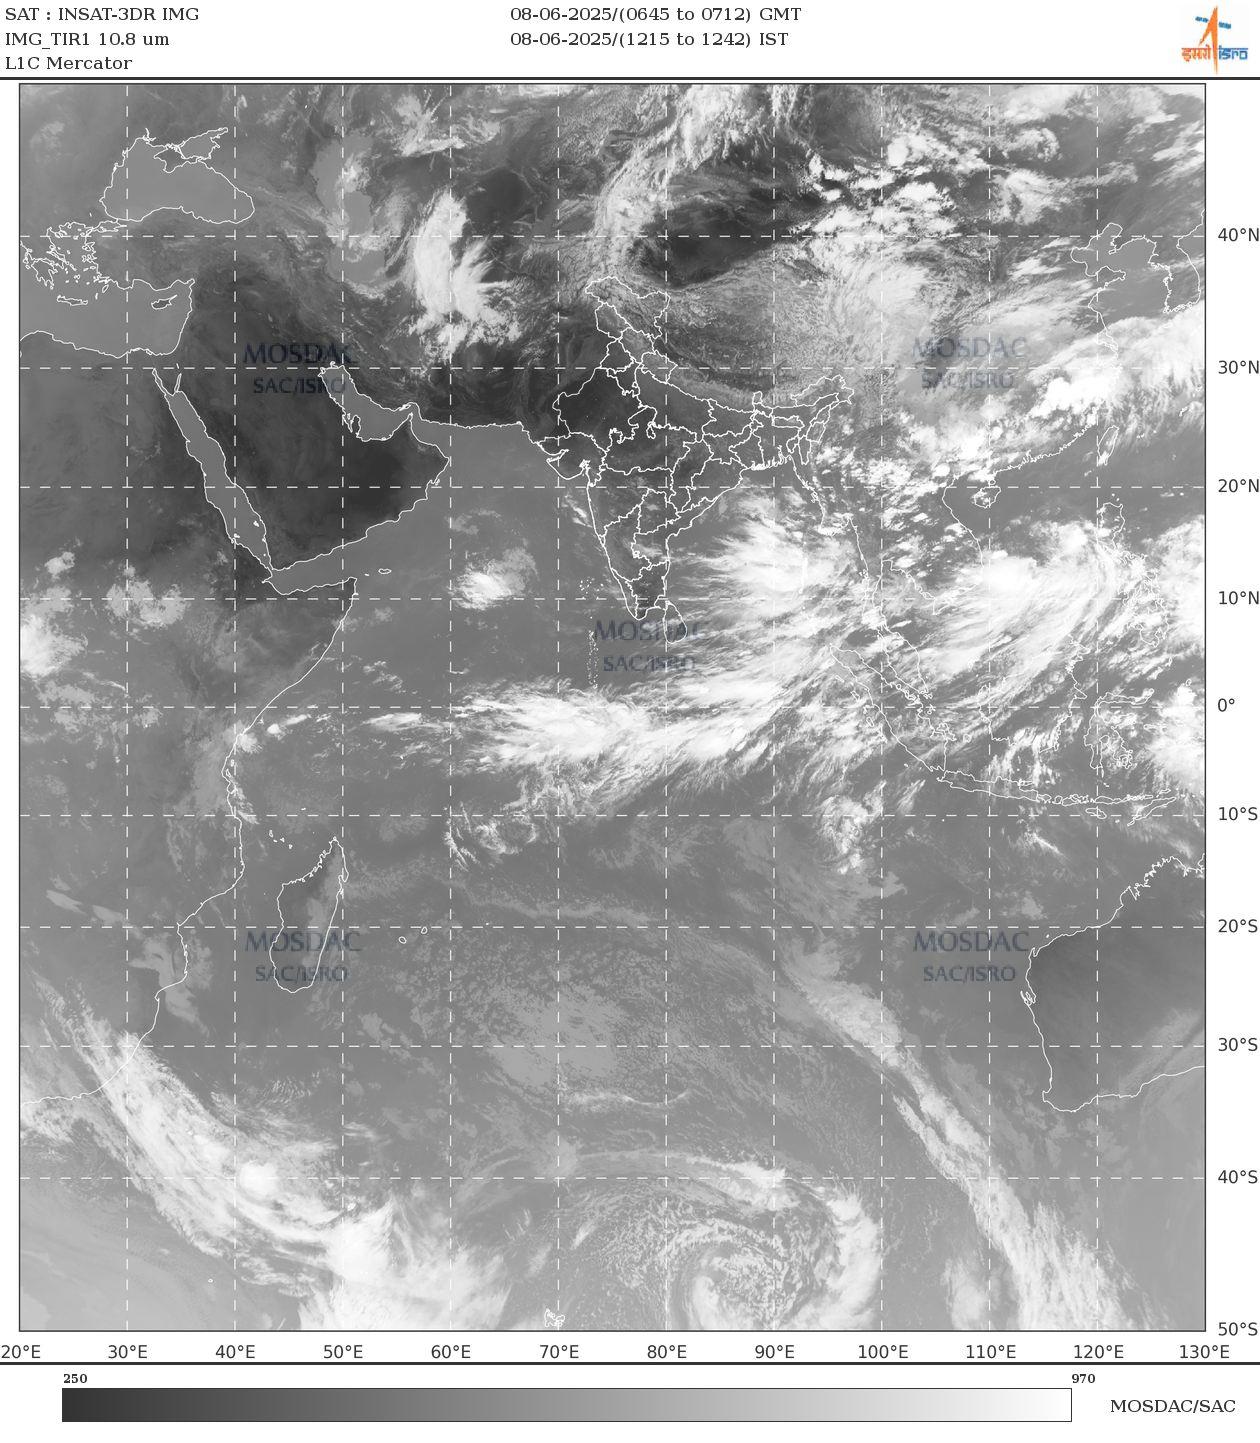 SAT : INSAT-3DR IMG
IMG_TIR1 10.8 um
L1C Mercator
08-06-2025/(0645 to 0712) GMT
08-06-2025/(1215 to 1242) IST
इसरो isro
40°N
MOSDAC
SAC/ISRO
MOSDAC
SAC/ISRO
30°N
20°N
10°N
MOSDAC
SAC/ISRO
0°
10°S
20°S
MOSDAC
SAC/ISRO
MOSDAC
SAC/ISRO
30°S
40°S
50°S
20°E 30°E 40°E 50°E 60°E 70°E 80°E 90°E 100°E 110°E 120°E 130°E
250 970
MOSDAC/SAC